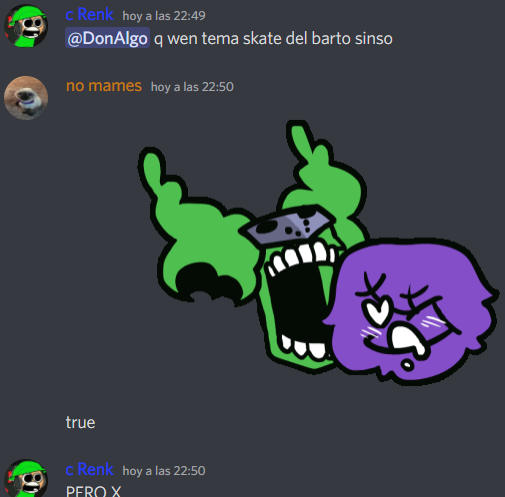 c Renk hoy a las 22:49
@DonAlgo q wen tema skate del barto sinso
no mames hoy a las 22:50
true
c Renk hoy a las 22:50
PERO X